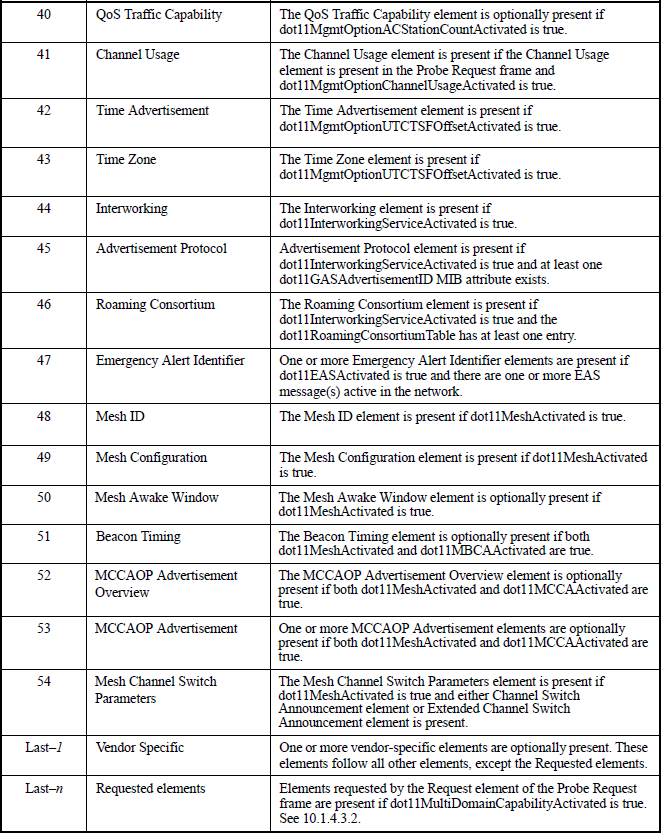 40 QoS Traffic Capability The QoS Traffic Capability element is optionally present if
dot11MgmtOptionACStationCountActivated is true.
41 Channel Usage The Channel Usage element is present if the Channel Usage
element is present in the Probe Request frame and
dot11MgmtOptionChannelUsageActivated is true.
42 Time Advertisement The Time Advertisement element is present if
dot11MgmtOptionUTCTSFOffsetActivated is true.
43 Time Zone The Time Zone element is present if
dot11MgmtOptionUTCTSFOffsetActivated is true.
44 Interworking The Interworking element is present if
dot11InterworkingServiceActivated is true.
45 Advertisement Protocol Advertisement Protocol element is present if
dot11InterworkingServiceActivated is true and at least one
dot11GASAdvertisementID MIB attribute exists.
46 Roaming Consortium The Roaming Consortium element is present if
dot11InterworkingServiceActivated is true and the
dot11RoamingConsortiumTable has at least one entry.
47 Emergency Alert Identifier One or more Emergency Alert Identifier elements are present if
dot11EASActivated is true and there are one or more EAS
message(s) active in the network.
48 Mesh ID The Mesh ID element is present if dot11MeshActivated is true.
49 Mesh Configuration The Mesh Configuration element is present if dot11MeshActivated
is true.
50 Mesh Awake Window The Mesh Awake Window element is optionally present if
dot11MeshActivated is true.
51 Beacon Timing The Beacon Timing element is optionally present if both
dot11MeshActivated and dot11MBCAActivated are true.
52 MCCAOP Advertisement The MCCAOP Advertisement Overview element is optionally
Overview present if both dot11MeshActivated and dot11MCCAActivated are
true.
53 MCCAOP Advertisement One or more MCCAOP Advertisement elements are optionally
present if both dot11MeshActivated and dot11MCCAActivated are
true.
54 Mesh Channel Switch The Mesh Channel Switch Parameters element is present if
Parameters dot11MeshActivated is true and either Channel Switch
Announcement element or Extended Channel Switch
Announcement element is present.
Last–1 Vendor Specific One or more vendor-specific elements are optionally present. These
elements follow all other elements, except the Requested elements.
Last–n Requested elements Elements requested by the Request element of the Probe Request
frame are present if dot11MultiDomainCapabilityActivated is true.
See 10.1.4.3.2.